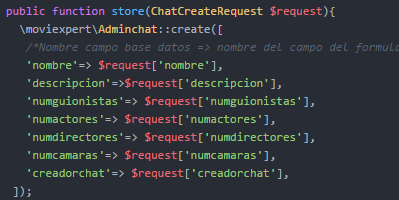 public function store(ChatCreateRequest $request){
\moviexpert\Adminchat::create([
/*Nombre campo base datos => nombre del campo del formula
'nombre'=> $request['nombre'],
'descripcion'=>$request['descripcion'],
'numguionistas'=> $request['numguionistas'],
'numactores'=> $request['numactores'],
'numdirectores'=> $request['numdirectores'],
'numcamaras'=> $request['numcamaras'],
'creadorchat'=> $request['creadorchat'],
]);